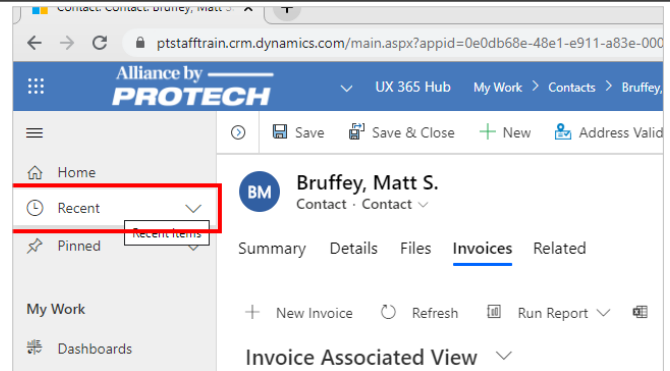 Contact: Contact: Bruffey, Matt S.
ptstafftrain.crm.dynamics.com/main.aspx?appid=0e0db68e-48e1-e911-a83e-000
Alliance by
PROTECH
UX 365 Hub My Work > Contacts > Bruffey,
Save Save & Close New Address Valid
Home
Recent
Recent Items
Pinned
My Work
Dashboards
BM
Bruffey, Matt S.
Contact · Contact
Summary Details Files Invoices Related
New Invoice Refresh Run Report
Invoice Associated View